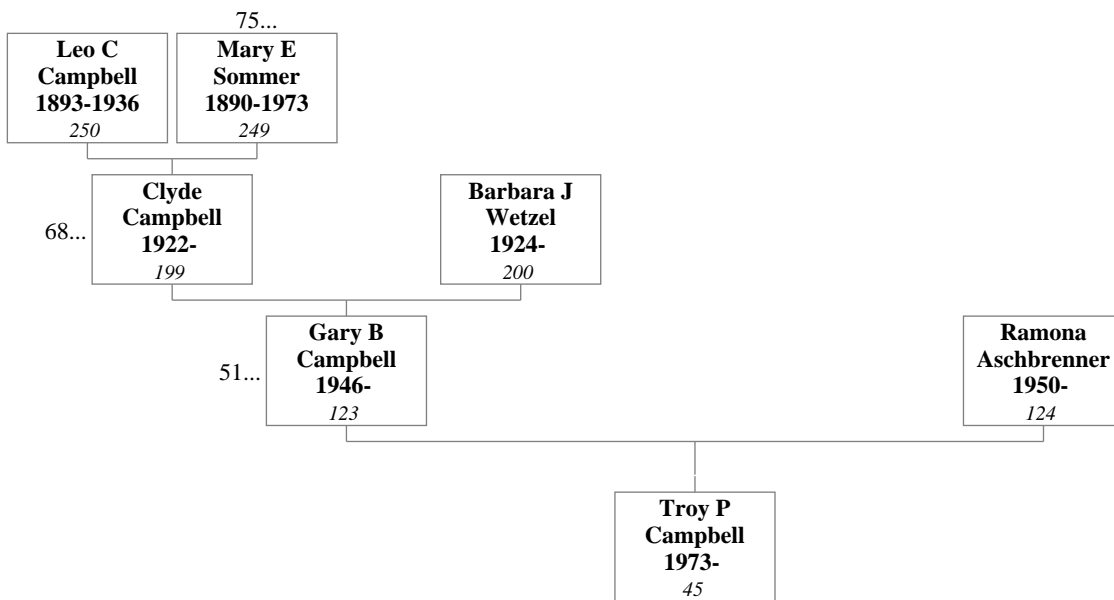 75...
Leo C
Campbell
1893-1936
250
Mary E
Sommer
1890-1973
249
68...
Clyde
Campbell
1922-
199
Barbara J
Wetzel
1924-
200
51...
Gary B
Campbell
1946-
123
Ramona
Aschbrenner
1950-
124
Troy P
Campbell
1973-
45